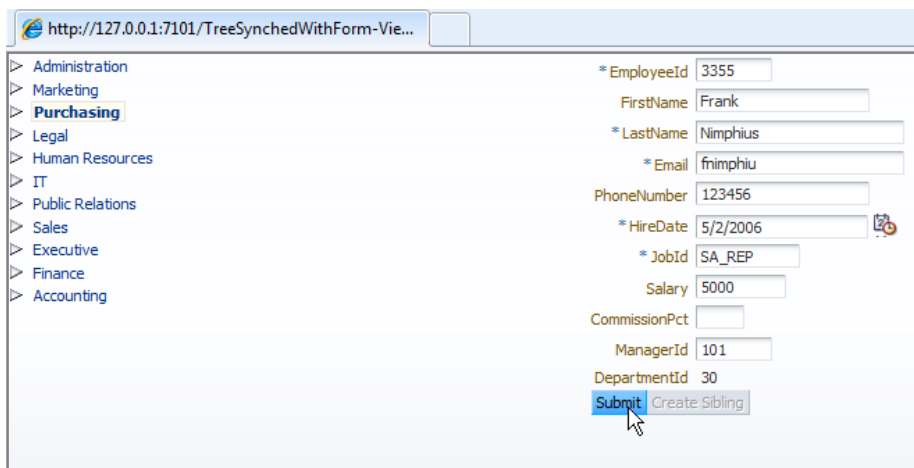 http://127.0.0.1:7101/TreeSynchedWithForm-Vie...
Administration
Marketing
Purchasing
Legal
Human Resources
IT
Public Relations
Sales
Executive
Finance
Accounting
* EmployeeId 3355
FirstName Frank
* LastName Nimphius
* Email fnimphiu
PhoneNumber 123456
* HireDate 5/2/2006
* JobId SA_REP
Salary 5000
CommissionPct
ManagerId 101
DepartmentId 30
Submit Create Sibling